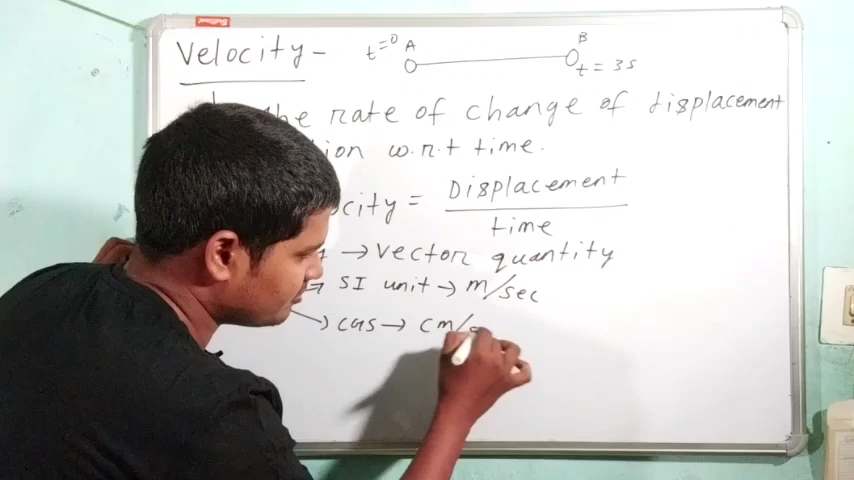 Velocity - t=0 A B t = 3s
the rate of change of displacement
w.r.t time.
= Displacement
time
→ vector quantity
SI unit → m/sec
CGS → cm/s